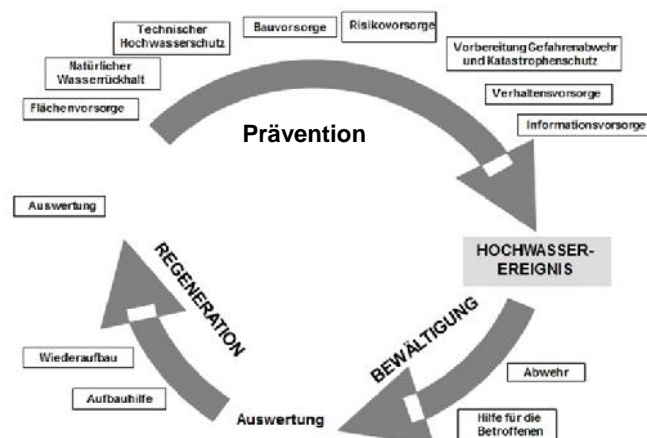 Technischer
Hochwasserschutz
Bauvorsorge
Risikovorsorge
Natürlicher
Wasserrückhalt
Vorbereitung Gefahrenabwehr
und Katastrophenschutz
Flächenvorsorge
Verhaltensvorsorge
Informationsvorsorge
Prävention
Auswertung
HOCHWASSER-
EREIGNIS
REGENERATION
BEWÄLTIGUNG
Wiederaufbau
Aufbauhilfe
Abwehr
Auswertung
Hilfe für die
Betroffenen